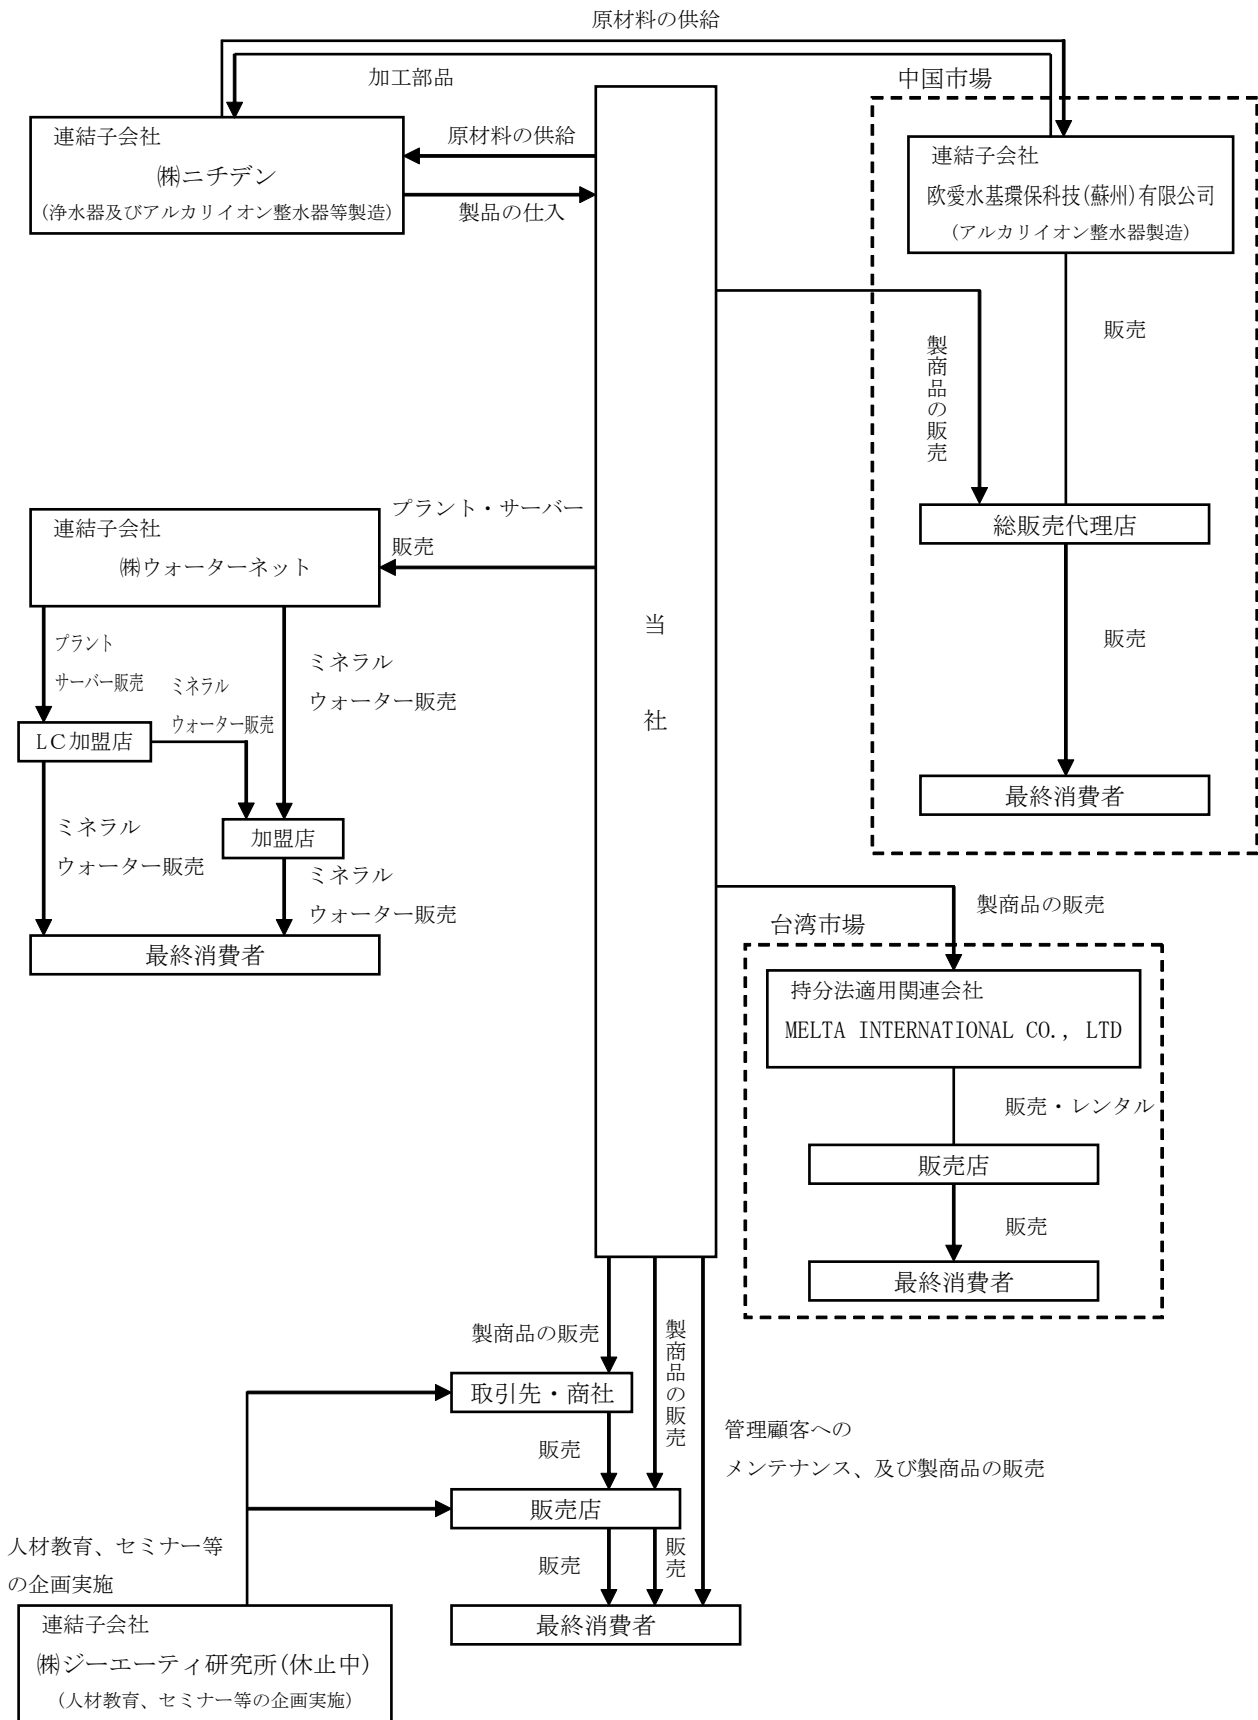 原材料の供給
加工部品
中国市場
連結子会社
㈱ニチデン
(浄水器及びアルカリイオン整水器等製造)
原材料の供給
製品の仕入
連結子会社
欧愛水基環保科技(蘇州)有限公司
(アルカリイオン整水器製造)
販売
製商品の販売
総販売代理店
販売
最終消費者
連結子会社
㈱ウォーターネット
プラント・サーバー
販売
当社
プラント
サーバー販売
ミネラル
ウォーター販売
ミネラル
ウォーター販売
LC加盟店
加盟店
ミネラル
ウォーター販売
ミネラル
ウォーター販売
最終消費者
製商品の販売
台湾市場
持分法適用関連会社
MELTA INTERNATIONAL CO., LTD
販売・レンタル
販売店
販売
最終消費者
製商品の販売
製商品の販売
取引先・商社
管理顧客への
メンテナンス、及び製商品の販売
販売
販売店
販売
販売
最終消費者
人材教育、セミナー等
の企画実施
連結子会社
㈱ジーエーティ研究所(休止中)
(人材教育、セミナー等の企画実施)